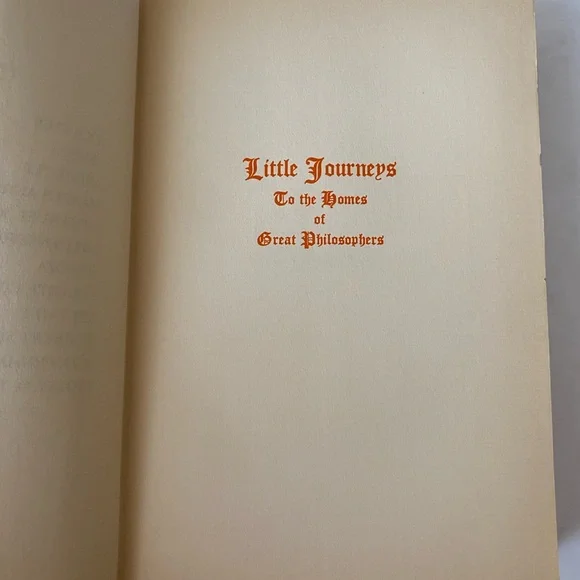 Little Journeys
To the Homes
of
Great Philosophers